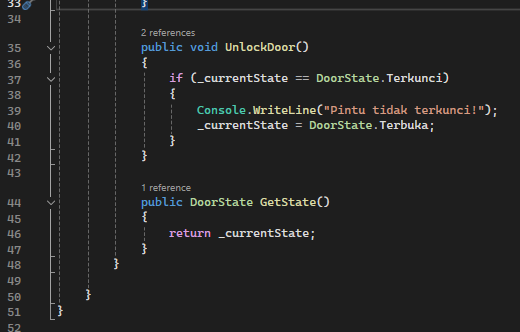 33 }
34
2 references
35 public void UnlockDoor()
36 {
37 if (_currentState == DoorState.Terkunci)
38 {
39 Console.WriteLine("Pintu tidak terkunci!");
40 _currentState = DoorState.Terbuka;
41 }
42 }
43
1 reference
44 public DoorState GetState()
45 {
46 return _currentState;
47 }
48 }
49
50 }
51 }
52